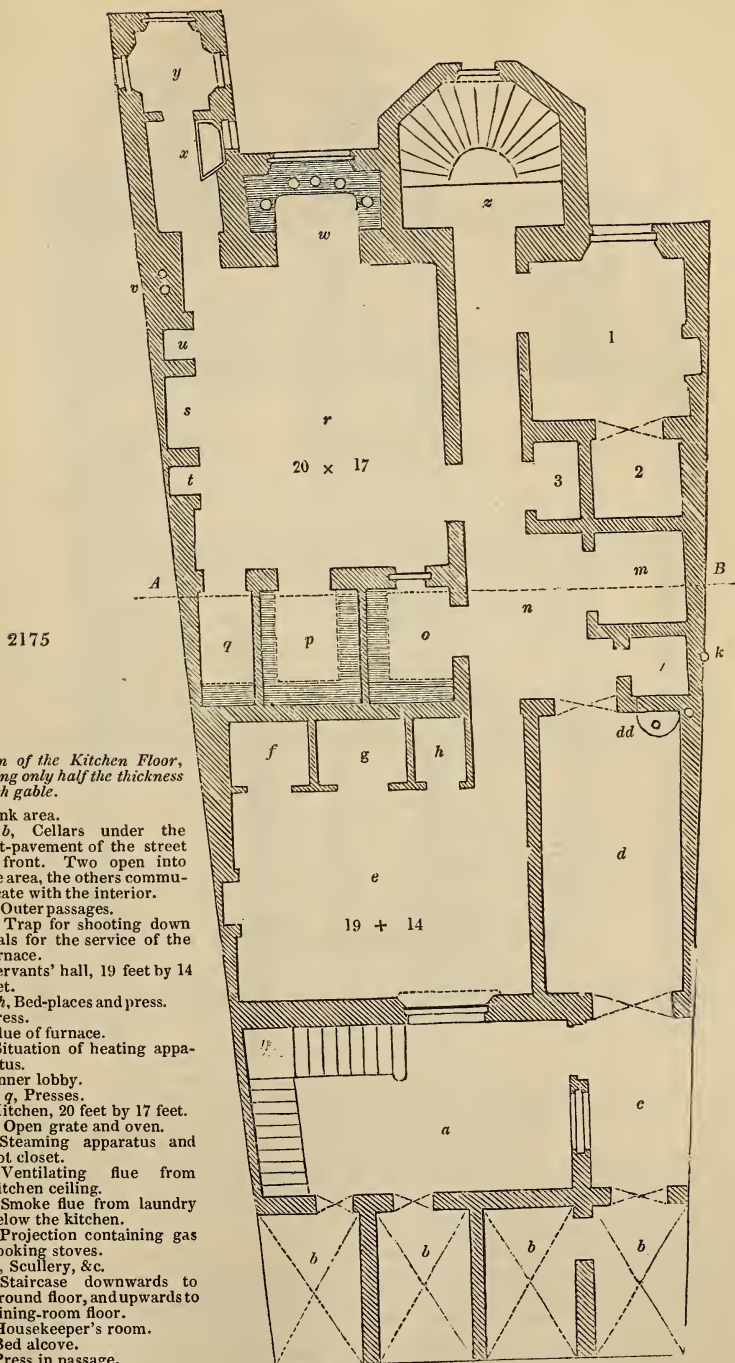 y
x
z
w
v
1
u
r
s
20 × 17
3
2
t
A
m
B
n
q
p
o
2175
k
l
dd
f
g
h
n of the Kitchen Floor,
ng only half the thickness
h gable.
nk area.
b, Cellars under the
t-pavement of the street
front. Two open into
e area, the others commu-
cate with the interior.
Outer passages.
Trap for shooting down
als for the service of the
rnace.
ervants' hall, 19 feet by 14
et.
h, Bed-places and press.
ress.
lue of furnace.
ituation of heating appa-
tus.
nner lobby.
q, Presses.
itchen, 20 feet by 17 feet.
Open grate and oven.
Steaming apparatus and
ot closet.
Ventilating flue from
itchen ceiling.
Smoke flue from laundry
elow the kitchen.
Projection containing gas
ooking stoves.
, Scullery, &c.
Staircase downwards to
round floor, and upwards to
ining-room floor.
Housekeeper's room.
Bed alcove.
Press in passage.
d
e
19 + 14
c
a
b
b
b
b